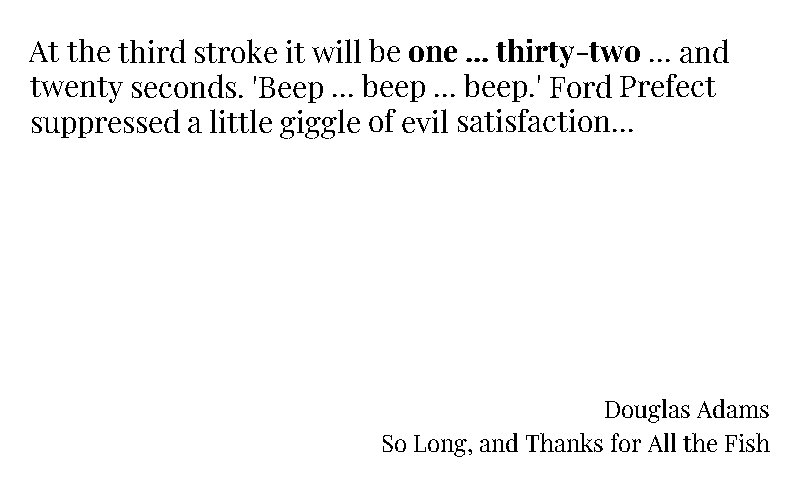 At the third stroke it will be one ... thirty-two ... and
twenty seconds. 'Beep ... beep ... beep.' Ford Prefect
suppressed a little giggle of evil satisfaction...
Douglas Adams
So Long, and Thanks for All the Fish